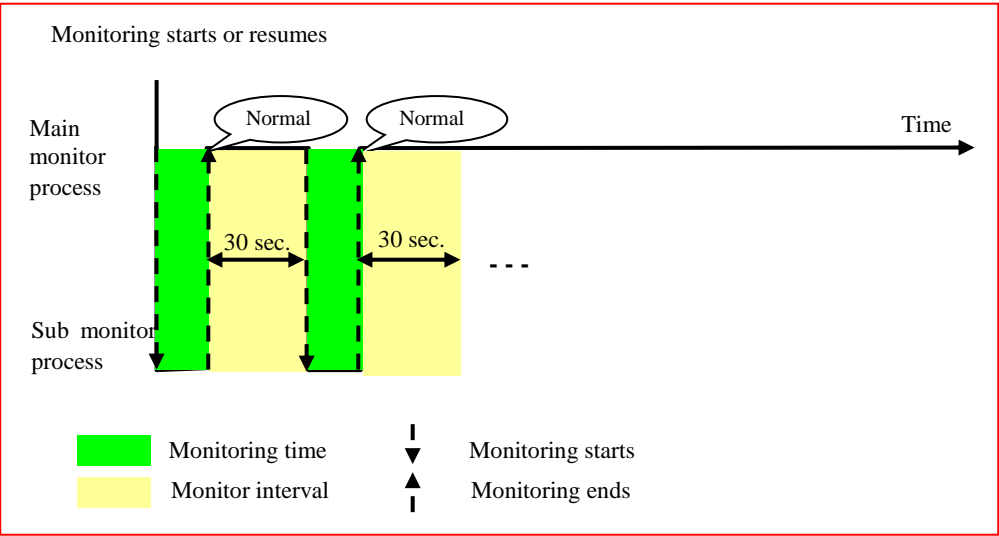 Monitoring starts or resumes
Normal
Normal
Time
Main
monitor
process
30 sec.
30 sec.
- - -
Sub monitor
process
Monitoring time
Monitoring starts
Monitor interval
Monitoring ends